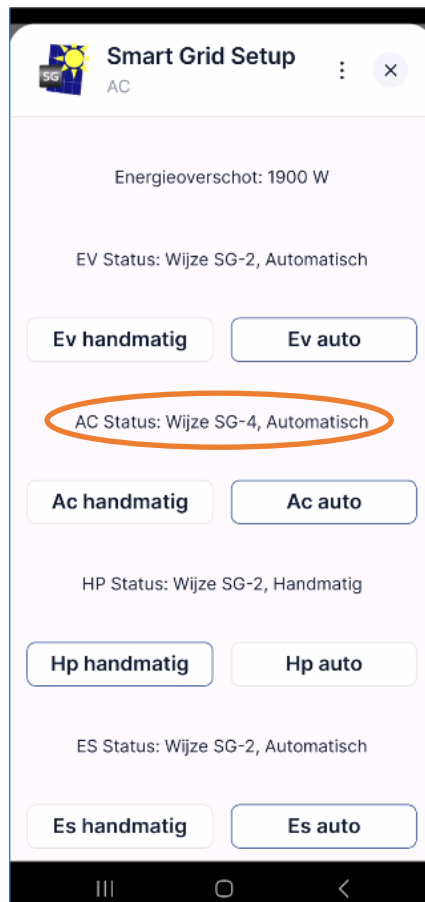 SG
Smart Grid Setup
AC
Energieoverschot: 1900 W
EV Status: Wijze SG-2, Automatisch
Ev handmatig
Ev auto
AC Status: Wijze SG-4, Automatisch
Ac handmatig
Ac auto
HP Status: Wijze SG-2, Handmatig
Hp handmatig
Hp auto
ES Status: Wijze SG-2, Automatisch
Es handmatig
Es auto